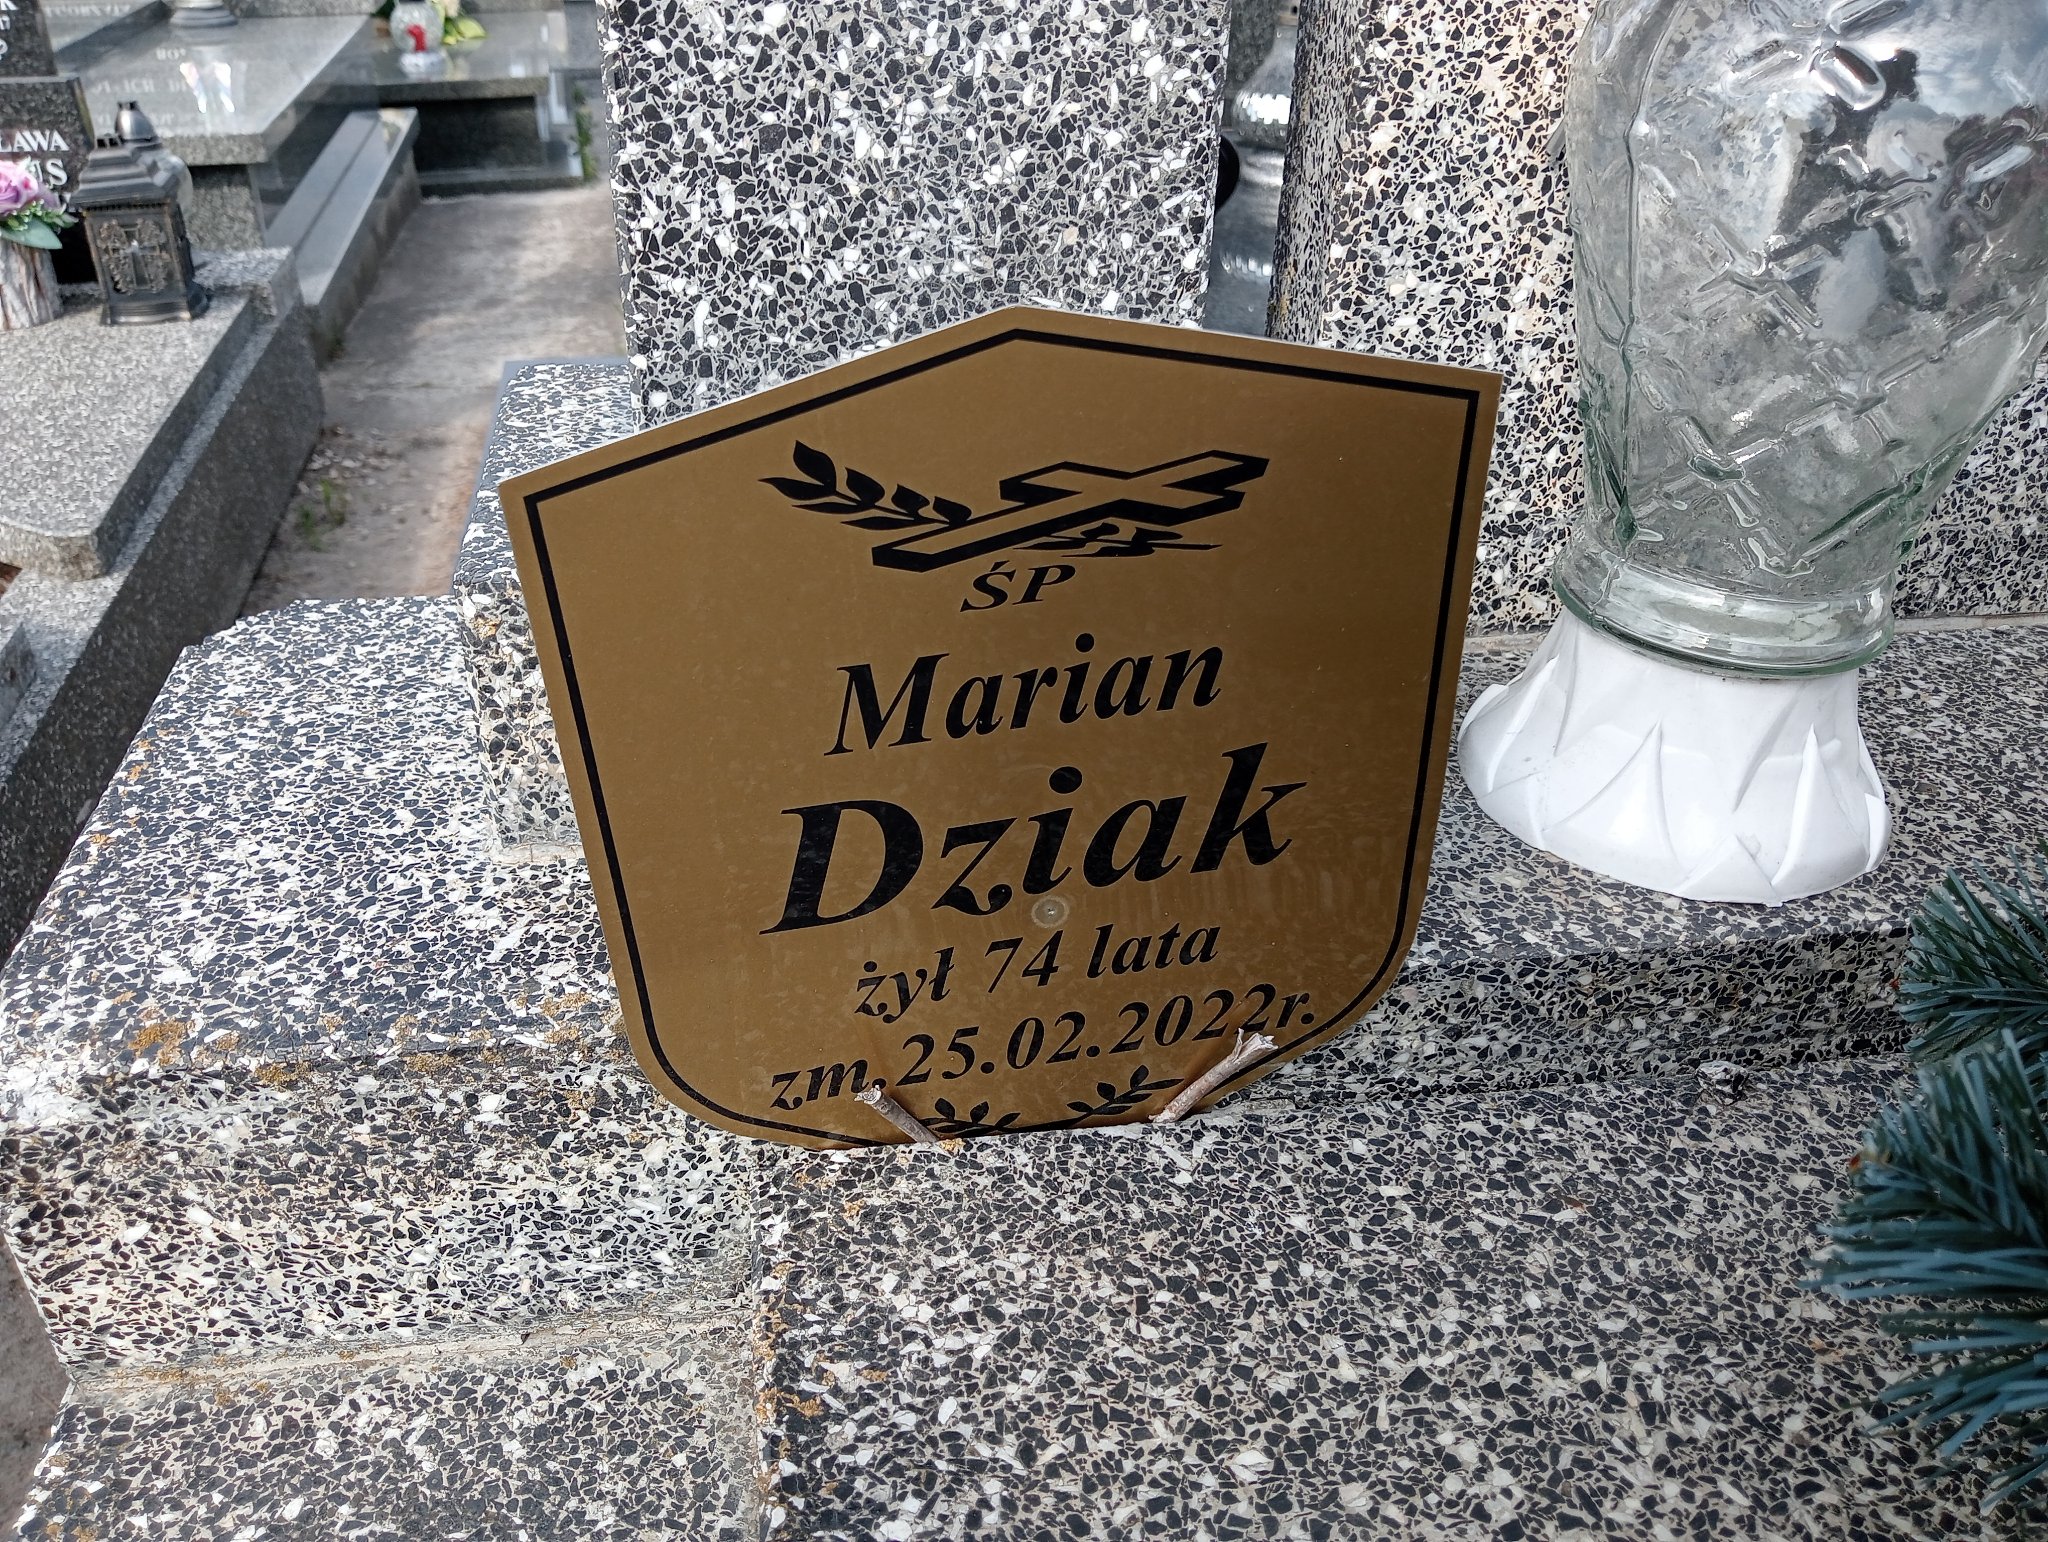 ŚP
Marian
Dziak
żył 74 lata
zm. 25.02.2022r.